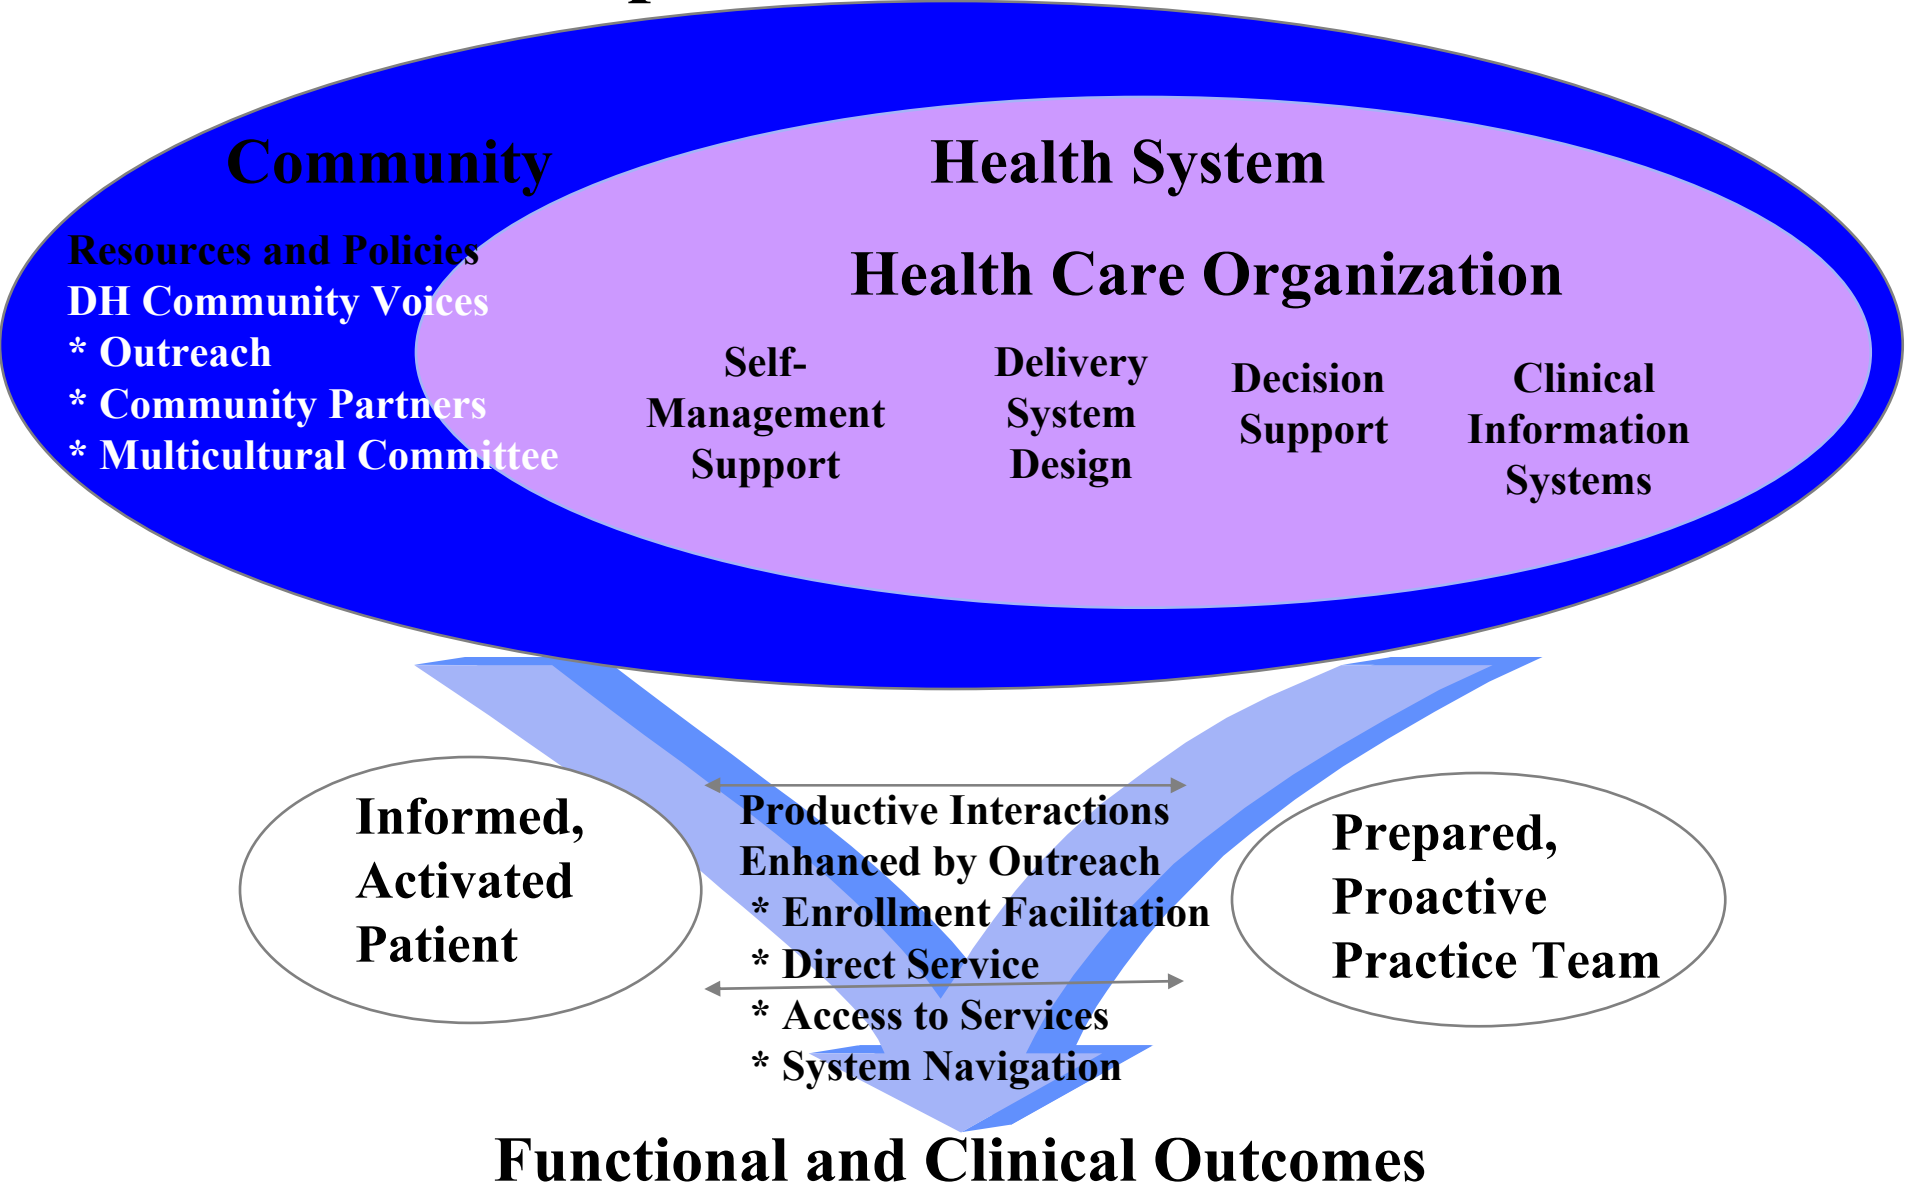 Community
Resources and Policies
DH Community Voices
* Outreach
* Community Partners
* Multicultural Committee
Health System
Health Care Organization
Self-
Management
Support
Delivery
System
Design
Decision
Support
Clinical
Information
Systems
Informed,
Activated
Patient
Productive Interactions
Enhanced by Outreach
* Enrollment Facilitation
* Direct Service
* Access to Services
* System Navigation
Prepared,
Proactive
Practice Team
Functional and Clinical Outcomes